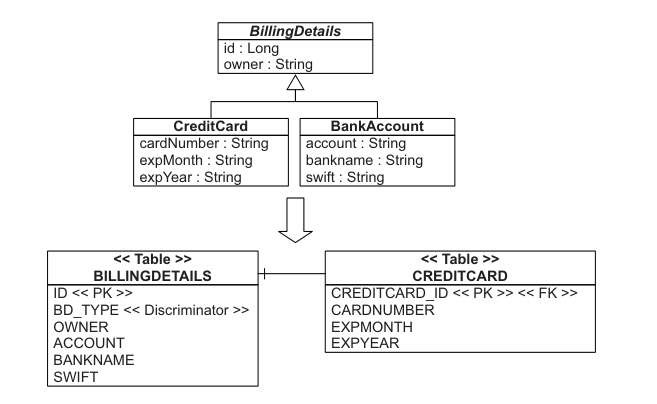 BillingDetails
id : Long
owner : String
CreditCard
cardNumber : String
expMonth : String
expYear : String
BankAccount
account : String
bankname : String
swift : String
<< Table >>
BILLINGDETAILS
ID << PK >>
BD_TYPE << Discriminator >>
OWNER
ACCOUNT
BANKNAME
SWIFT
<< Table >>
CREDITCARD
CREDITCARD_ID << PK >> << FK >>
CARDNUMBER
EXPMONTH
EXPYEAR